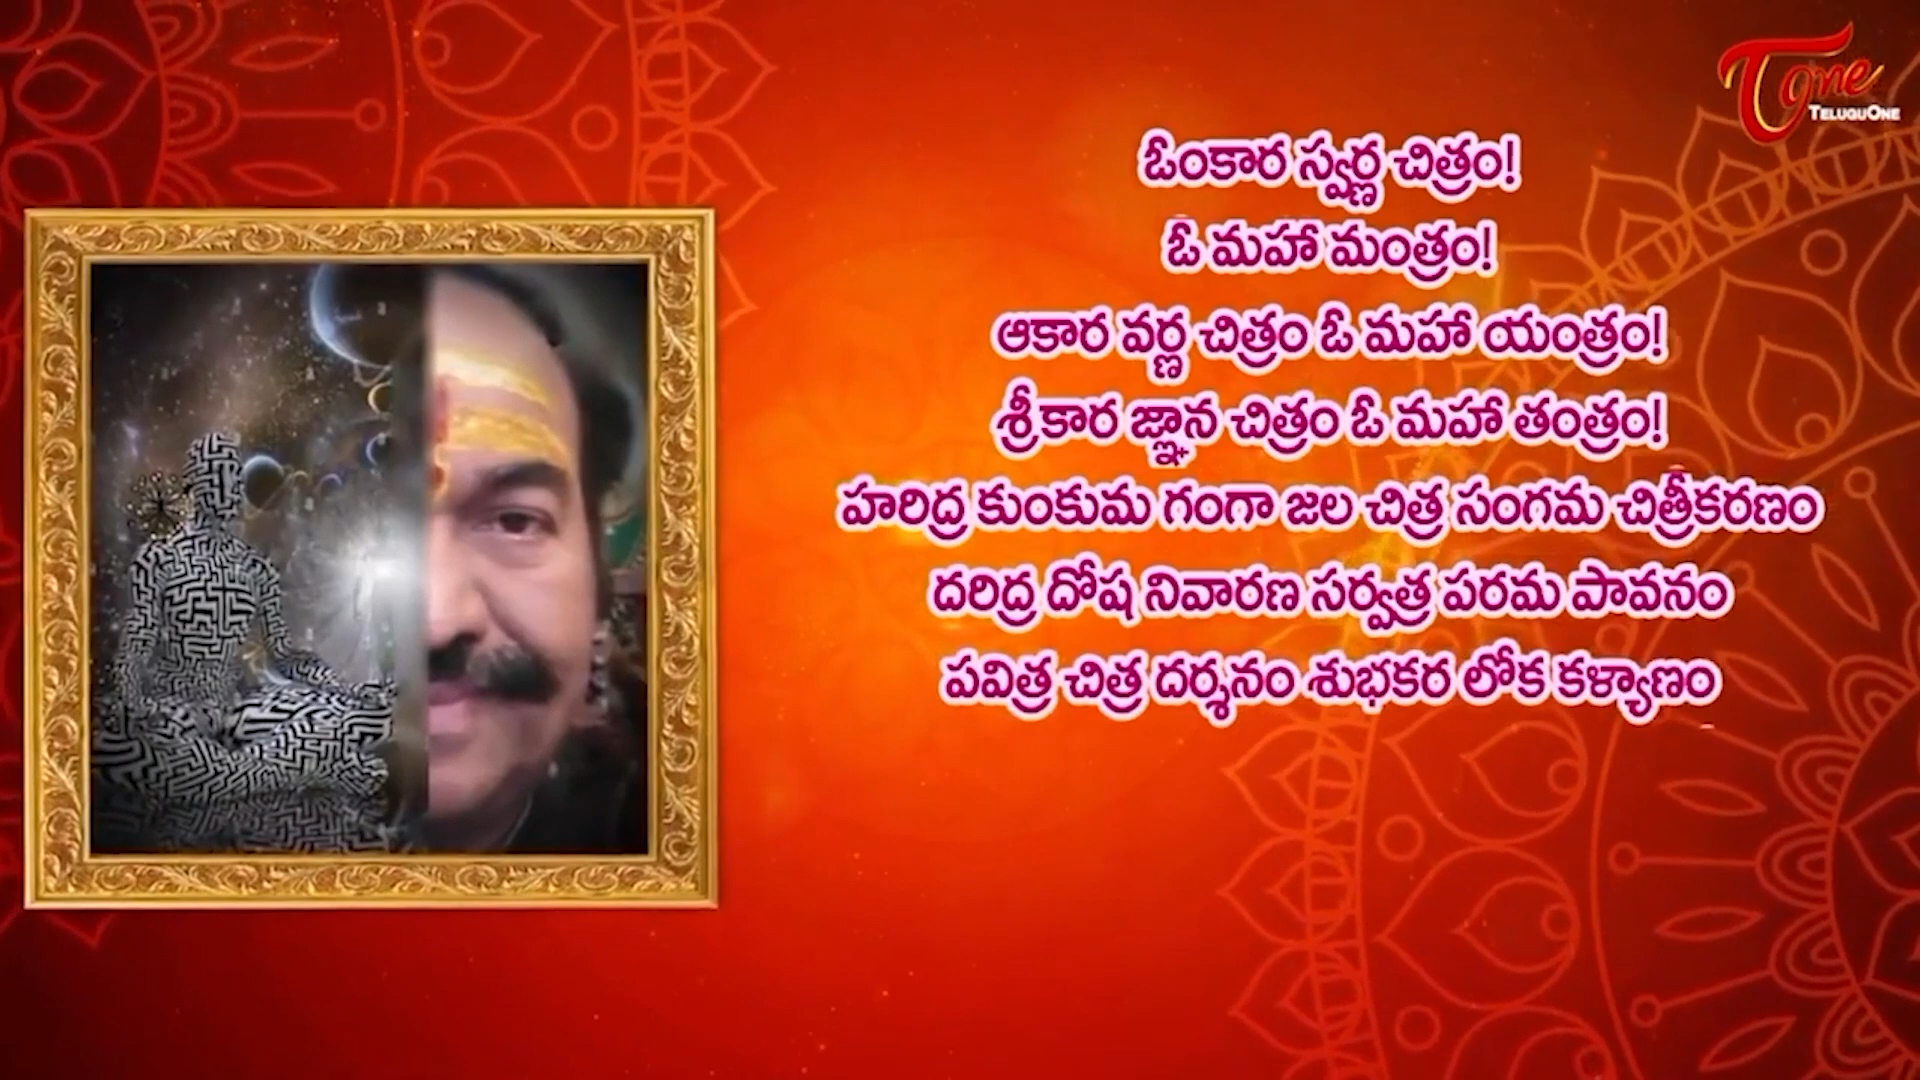 Tone
TELUGUONE
ఓంకార స్వర్ణ చిత్రం!
ఓ మహా మంత్రం!
ఆకార వర్ణ చిత్రం ఓ మహా యంత్రం!
శ్రీకార జ్ఞాన చిత్రం ఓ మహా తంత్రం!
హరిద్ర కుంకుమ గంగా జల చిత్ర సంగమ చిత్రీకరణం
దరిద్ర దోష నివారణ సర్వత్ర పరమ పావనం
పవిత్ర చిత్ర దర్శనం శుభకర లోక కళ్యాణం